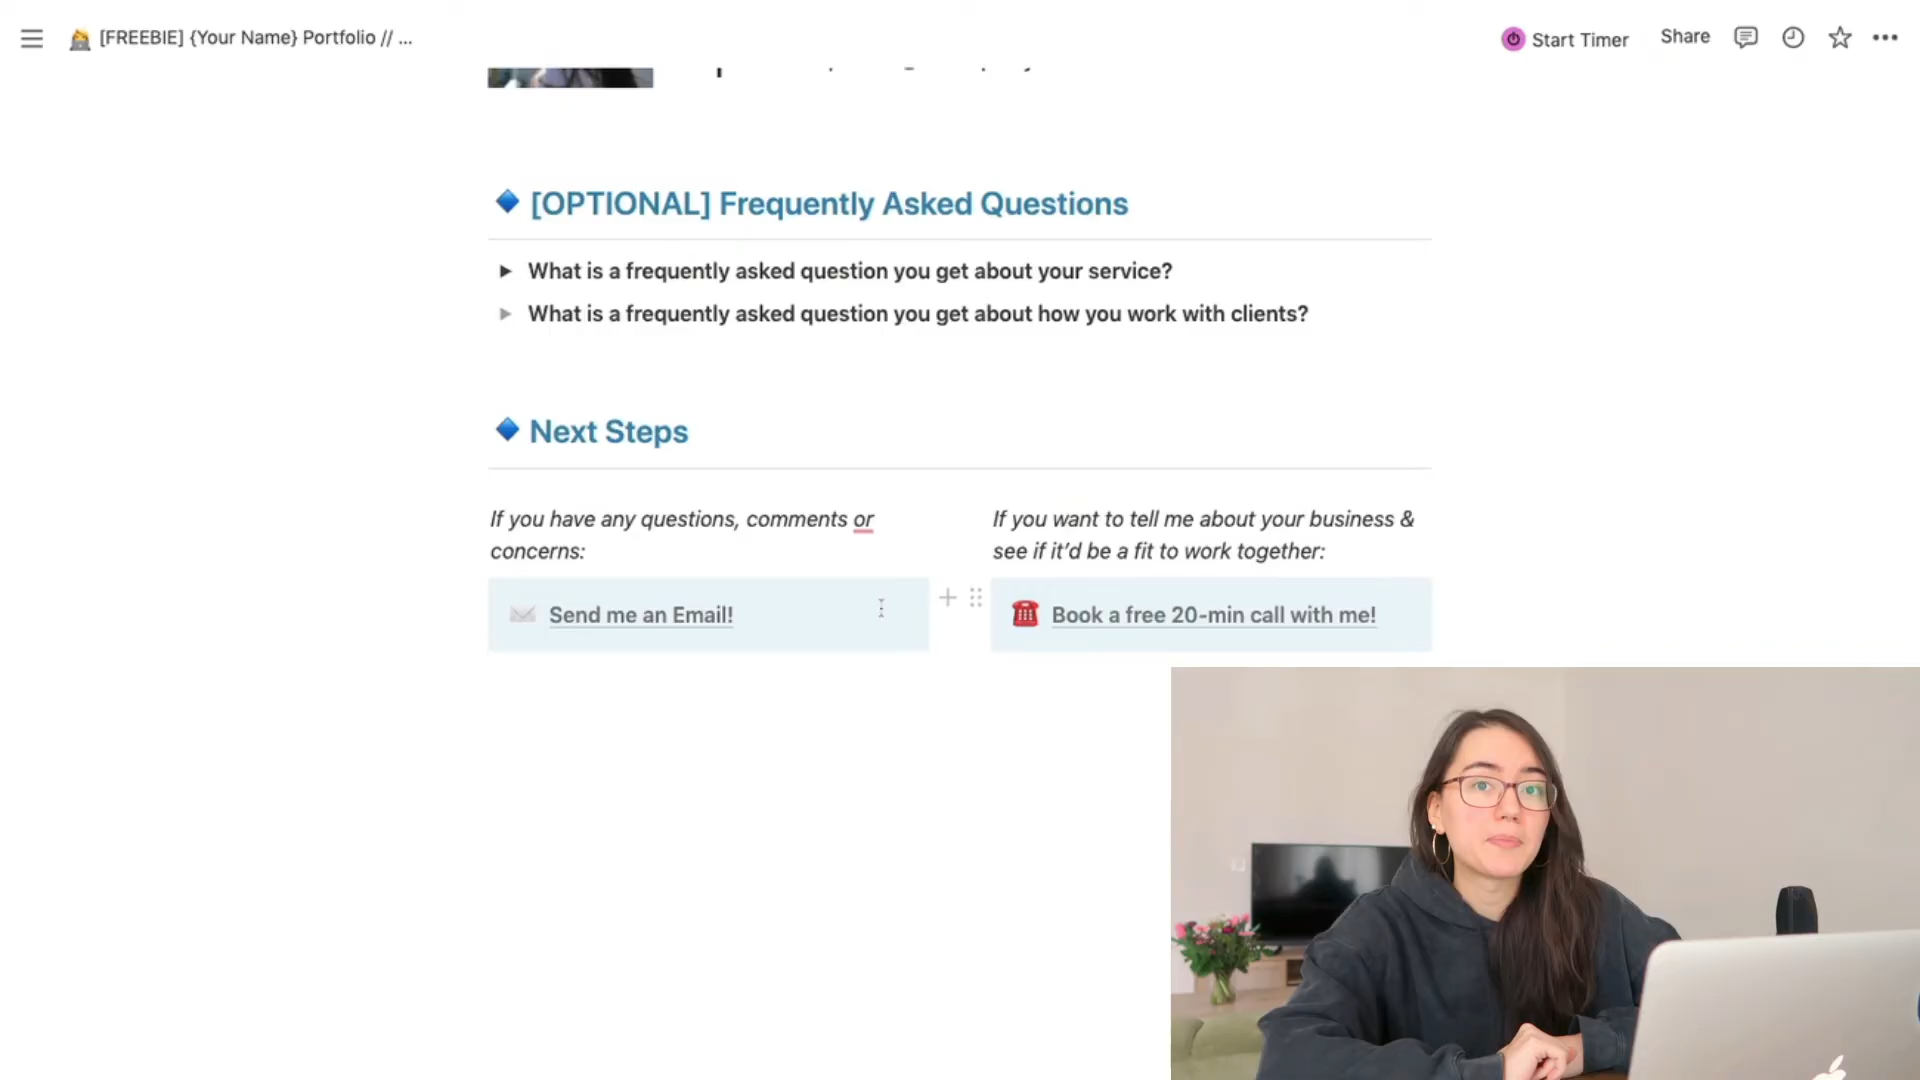 [FREEBIE] {Your Name} Portfolio // ...
Start Timer
Share
[OPTIONAL] Frequently Asked Questions
What is a frequently asked question you get about your service?
What is a frequently asked question you get about how you work with clients?
Next Steps
If you have any questions, comments or
concerns:
Send me an Email!
If you want to tell me about your business &
see if it’d be a fit to work together:
Book a free 20-min call with me!